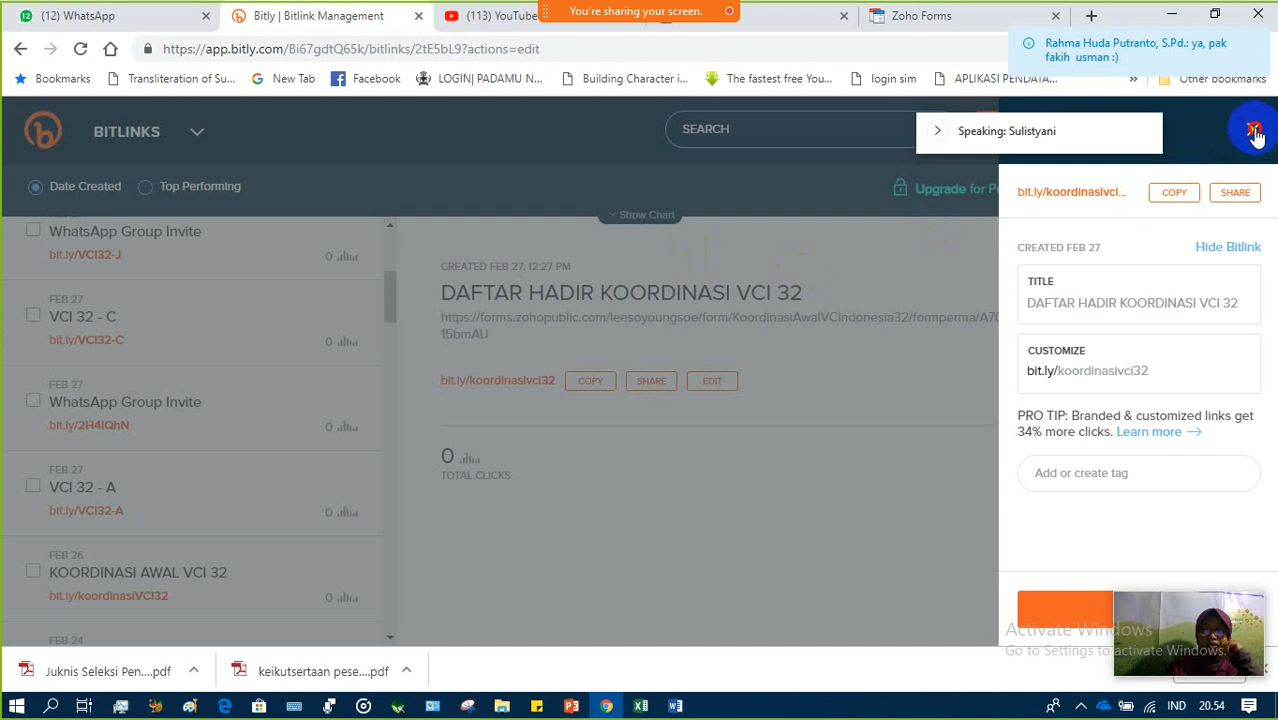 (12) WhatsApp
Bitly | Bitlink Management
(113) YouTube
You're sharing your screen.
Zoho Forms
https://app.bitly.com/Bi67gdtQ65k/bitlinks/2tE5bL9?actions=edit
Rahma Huda Putranto, S.Pd.: ya, pak
fakih usman :)
Bookmarks
Transliteration of S...
New Tab
Facebook
LOGIN| PADAMU N...
Building Character i...
The fastest free You...
login sim
APLIKASI PENDATA...
Other bookmarks
BITLINKS
SEARCH
Speaking: Sulistyani
Date Created
Top Performing
Upgrade for
Show Chart
WhatsApp Group Invite
bit.ly/VCI32-J
0
FEB 27
VCI 32 - C
bit.ly/VCI32-C
0
FEB 27
WhatsApp Group Invite
bit.ly/2H4IQhN
0
FEB 27
VCI 32 - A
bit.ly/VCI32-A
0
FEB 26
KOORDINASI AWAL VCI 32
bit.ly/koordinasiVCI32
0
FEB 24
CREATED FEB 27, 12:27 PM
DAFTAR HADIR KOORDINASI VCI 32
https://forms.zohopublic.com/leesoyoungsoe/form/KoordinasiAwalVCIndonesia32/formperma/A70
15bmAU
bit.ly/koordinasivci32
COPY
SHARE
EDIT
0
TOTAL CLICKS
bit.ly/koordinasivci...
COPY
SHARE
CREATED FEB 27
Hide Bitlink
TITLE
DAFTAR HADIR KOORDINASI VCI 32
CUSTOMIZE
bit.ly/koordinasivci32
PRO TIP: Branded & customized links get
34% more clicks. Learn more
Add or create tag
Activate Windows
Go to Settings to activate Windows.
Juknis Seleksi Pen....pdf
keikutsertaan pese....pdf
IND
20.54